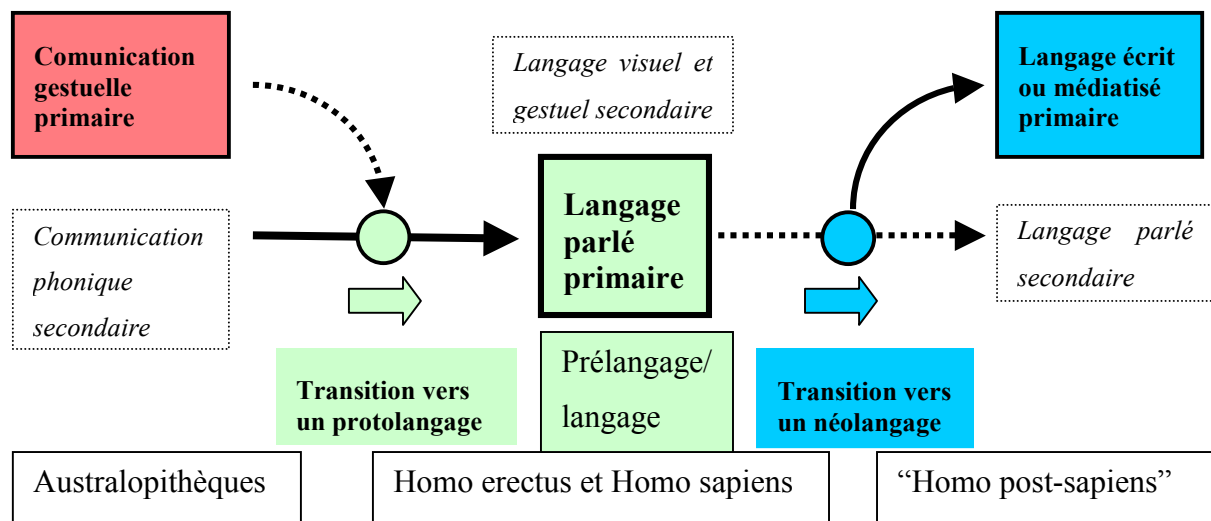 Comunication
gestuelle
primaire
Langage visuel et
gestuel secondaire
Langage écrit
ou médiatisé
primaire
Communication
phonique
secondaire
Langage
parlé
primaire
Langage parlé
secondaire
Transition vers
un protolangage
Prélangage/
langage
Transition vers
un néolangage
Australopithèques
Homo erectus et Homo sapiens
“Homo post-sapiens”